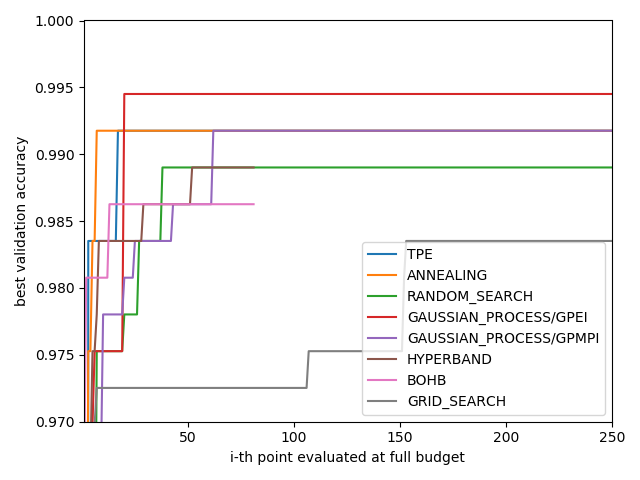 1.000
0.995
0.990
0.985
0.980
0.975
0.970
best validation accuracy
TPE
ANNEALING
RANDOM_SEARCH
GAUSSIAN_PROCESS/GPEI
GAUSSIAN_PROCESS/GPMPI
HYPERBAND
BOHB
GRID_SEARCH
50 100 150 200 250
i-th point evaluated at full budget